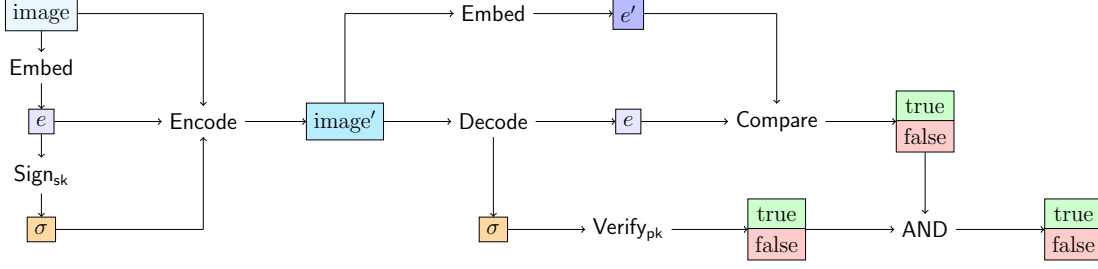 image
Embed
e
Sign_sk
σ
Encode
image′
Embed
e′
Decode
e
Compare
true
false
σ
Verify_pk
true
false
AND
true
false